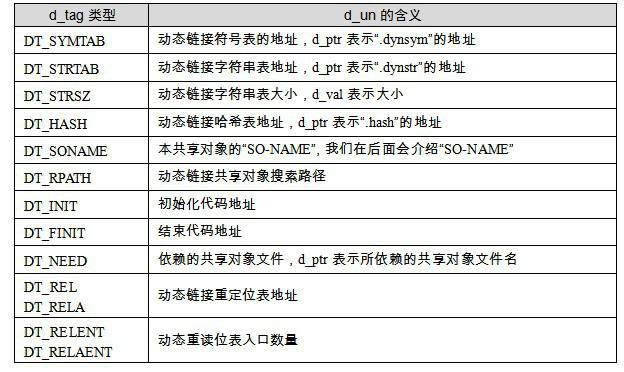 d_tag 类型 d_un 的含义
DT_SYMTAB 动态链接符号表的地址，d_ptr 表示“.dynsym”的地址
DT_STRTAB 动态链接字符串表地址，d_ptr 表示“.dynstr”的地址
DT_STRSZ 动态链接字符串表大小，d_val 表示大小
DT_HASH 动态链接哈希表地址，d_ptr 表示“.hash”的地址
DT_SONAME 本共享对象的“SO-NAME”, 我们在后面会介绍“SO-NAME”
DT_RPATH 动态链接共享对象搜索路径
DT_INIT 初始化代码地址
DT_FINIT 结束代码地址
DT_NEED 依赖的共享对象文件，d_ptr 表示所依赖的共享对象文件名
DT_REL
DT_RELA 动态链接重定位表地址
DT_RELENT
DT_RELAENT 动态重读位表入口数量